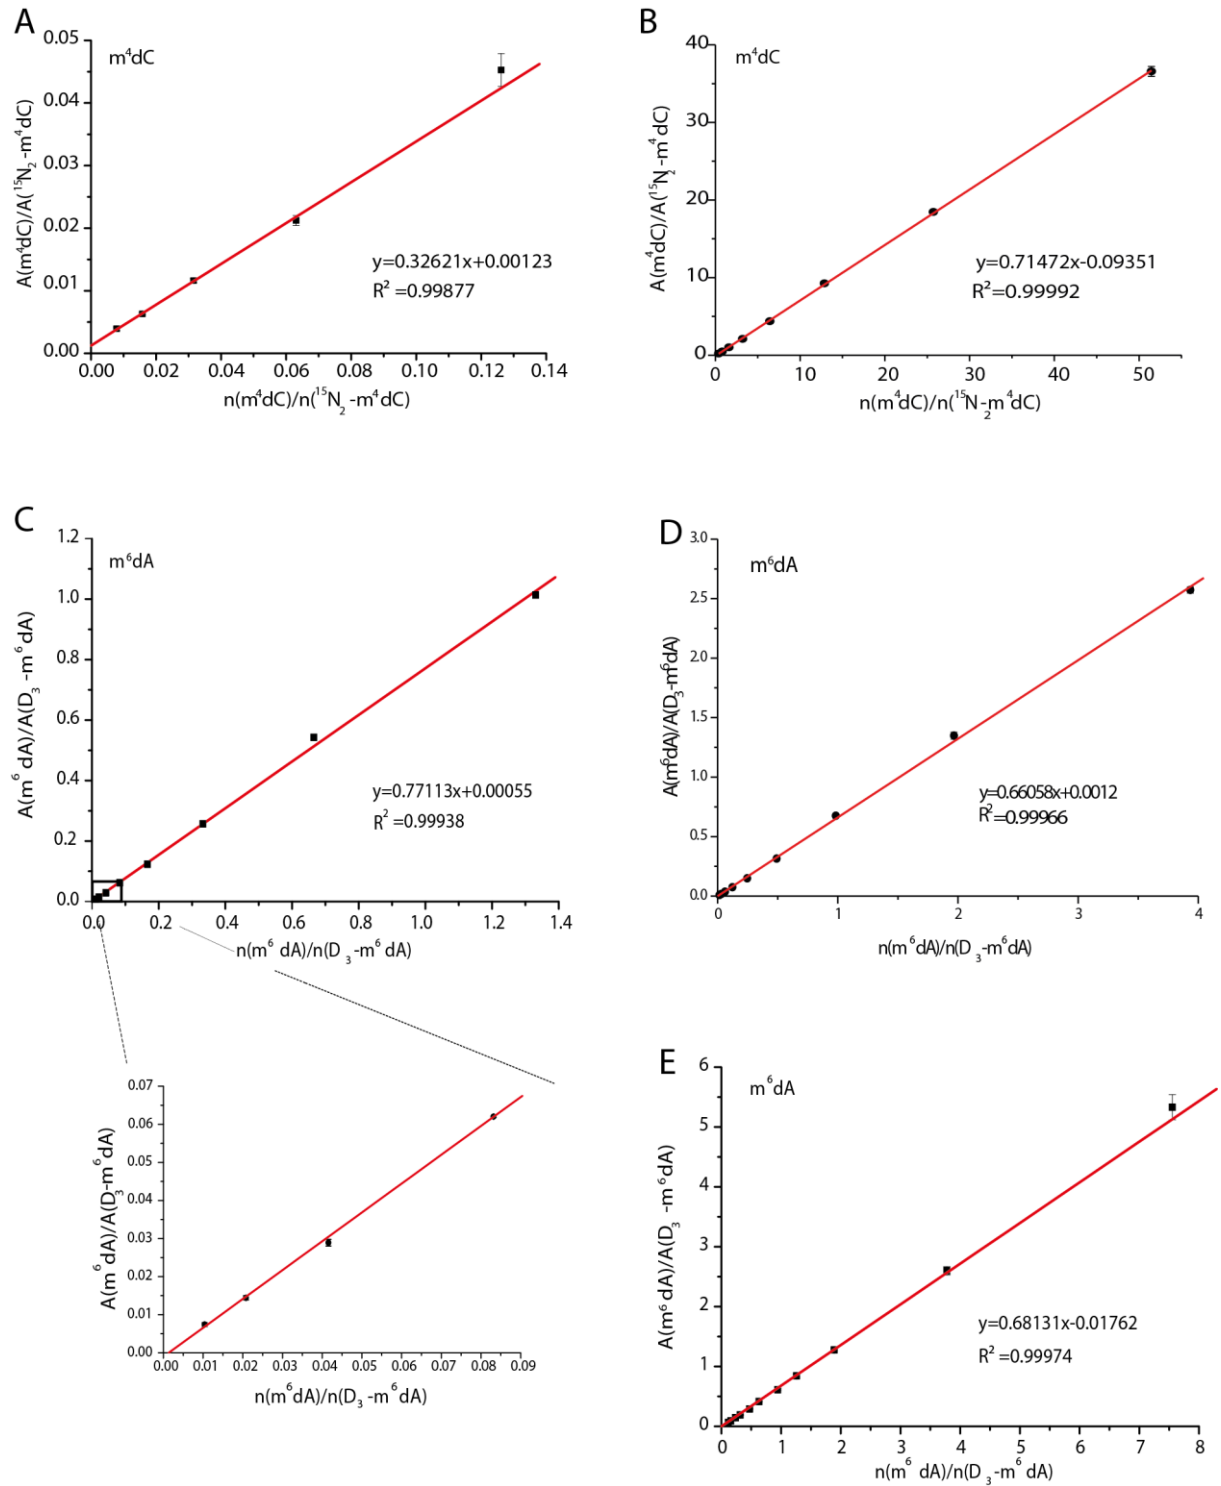 A
m⁴dC
A(m⁴dC)/A(¹⁵N₂-m⁴dC)
0.05
0.04
0.03
0.02
0.01
0.00
y=0.32621x+0.00123
R² =0.99877
0.00 0.02 0.04 0.06 0.08 0.10 0.12 0.14
n(m⁴dC)/n(¹⁵N₂-m⁴dC)
B
m⁴dC
A(m⁴dC)/A(¹⁵N₂-m⁴dC)
40
30
20
10
0
y=0.71472x-0.09351
R²=0.99992
0 10 20 30 40 50
n(m⁴dC)/n(¹⁵N₂m⁴dC)
C
m⁶dA
A(m⁶ dA)/A(D₃ -m⁶ dA)
1.2
1.0
0.8
0.6
0.4
0.2
0.0
y=0.77113x+0.00055
R² =0.99938
0.0 0.2 0.4 0.6 0.8 1.0 1.2 1.4
n(m⁶ dA)/n(D₃-m⁶ dA)
D
m⁶dA
A(m⁶dA)/A(D₃-m⁶dA)
3.0
2.5
2.0
1.5
1.0
0.5
0.0
y=0.66058x+0.0012
R²=0.99966
0 1 2 3 4
n(m⁶dA)/n(D₃-m⁶dA)
A(m⁶ dA)/A(D₃-m⁶dA)
0.07
0.06
0.05
0.04
0.03
0.02
0.01
0.00
0.00 0.01 0.02 0.03 0.04 0.05 0.06 0.07 0.08 0.09
n(m⁶dA)/n(D₃-m⁶dA)
E
m⁶dA
A(m⁶ dA)/A(D₃ -m⁶dA)
6
5
4
3
2
1
0
y=0.68131x-0.01762
R² =0.99974
0 1 2 3 4 5 6 7 8
n(m⁶ dA)/n(D₃-m⁶ dA)